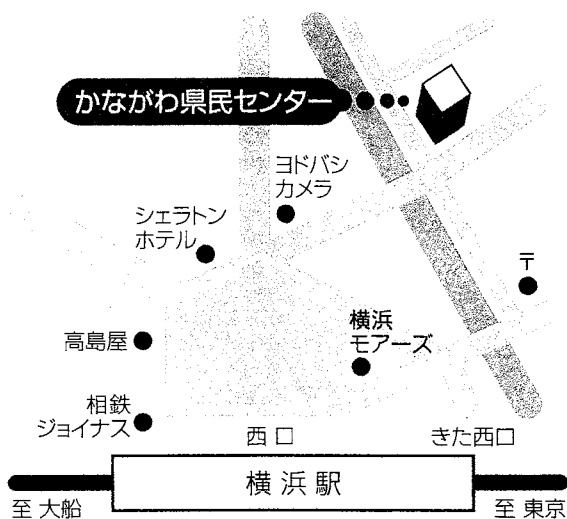 かながわ県民センター
ヨドバシ
カメラ
シェラトン
ホテル
〒
横浜
モアーズ
高島屋
相鉄
ジョイナス
西口
きた西口
横浜駅
至 大船
至 東京